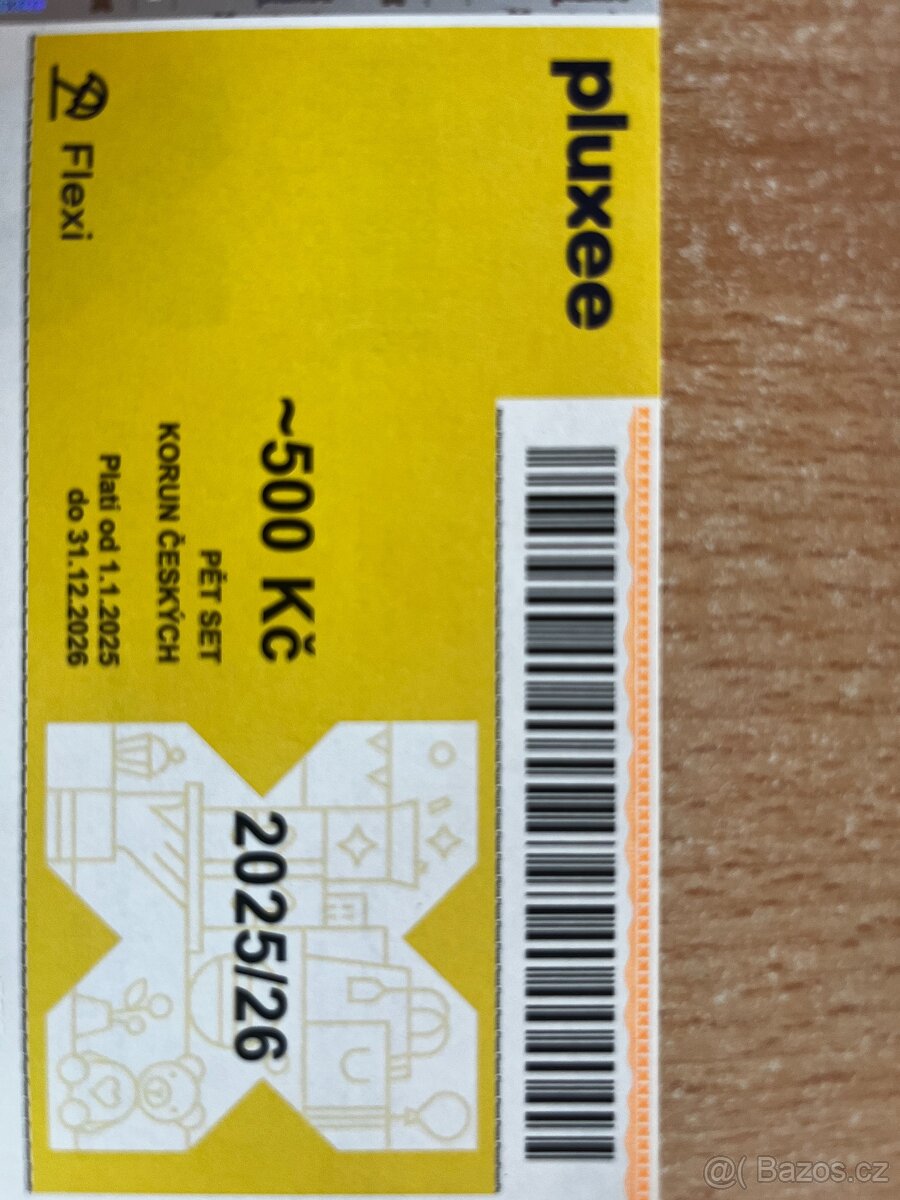 pluxee
~500 Kč
PĚT SET
KORUN ČESKÝCH
Platí od 1.1.2025
do 31.12.2026
Flexi
2025/26
@( Bazos.cz